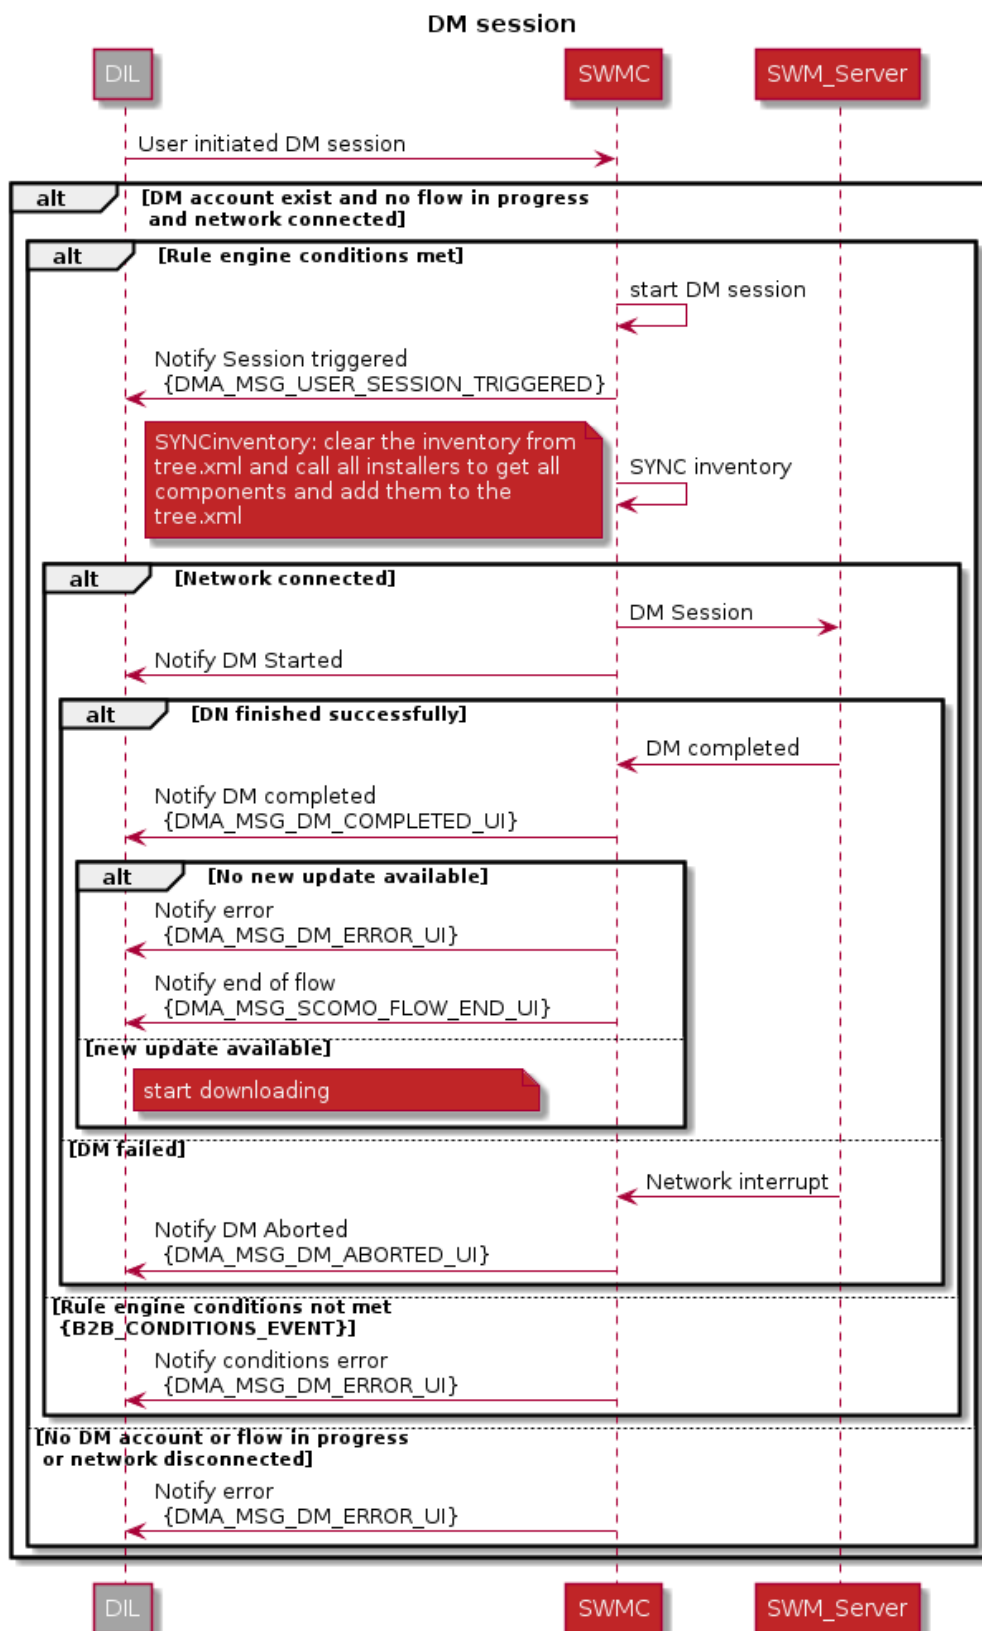 DM session
DIL
SWMC
SWM_Server
User initiated DM session
alt
[DM account exist and no flow in progress
and network connected]
alt
[Rule engine conditions met]
start DM session
Notify Session triggered
{DMA_MSG_USER_SESSION_TRIGGERED}
SYNCinventory: clear the inventory from
tree.xml and call all installers to get all
components and add them to the
tree.xml
SYNC inventory
alt
[Network connected]
DM Session
Notify DM Started
alt
[DN finished successfully]
DM completed
Notify DM completed
{DMA_MSG_DM_COMPLETED_UI}
alt
[No new update available]
Notify error
{DMA_MSG_DM_ERROR_UI}
Notify end of flow
{DMA_MSG_SCOMO_FLOW_END_UI}
[new update available]
start downloading
[DM failed]
Network interrupt
Notify DM Aborted
{DMA_MSG_DM_ABORTED_UI}
[Rule engine conditions not met
{B2B_CONDITIONS_EVENT}]
Notify conditions error
{DMA_MSG_DM_ERROR_UI}
[No DM account or flow in progress
or network disconnected]
Notify error
{DMA_MSG_DM_ERROR_UI}
DIL
SWMC
SWM_Server